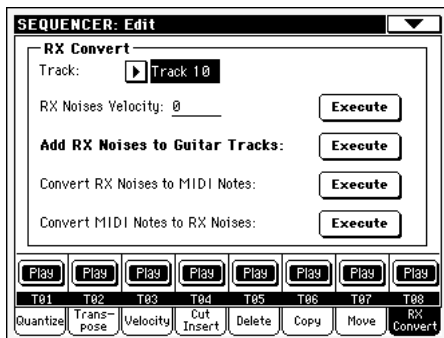 SEQUENCER: Edit
RX Convert
Track: Track 10
RX Noises Velocity: 0 Execute
Add RX Noises to Guitar Tracks: Execute
Convert RX Noises to MIDI Notes: Execute
Convert MIDI Notes to RX Noises: Execute
Play Play Play Play Play Play Play Play
T01 T02 T03 T04 T05 T06 T07 T08
Quantize Trans-pose Velocity Cut Insert Delete Copy Move RX Convert